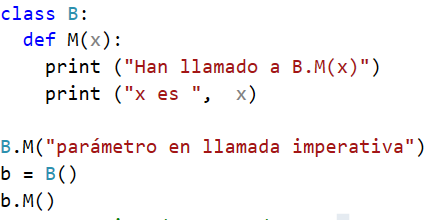 class B:
  def M(x):
    print ("Han llamado a B.M(x)")
    print ("x es ",  x)

B.M("parámetro en llamada imperativa")
b = B()
b.M()